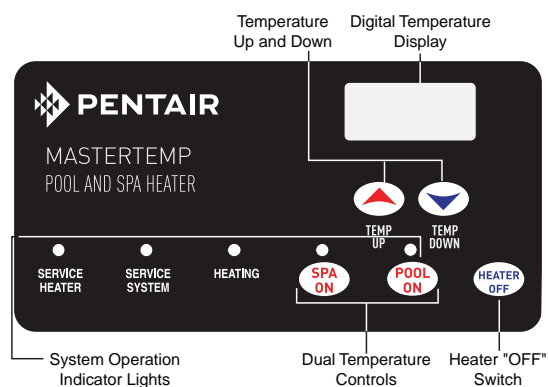 Temperature
Up and Down
Digital Temperature
Display
PENTAIR
MASTERTEMP
POOL AND SPA HEATER
TEMP
UP
TEMP
DOWN
SERVICE
HEATER
SERVICE
SYSTEM
HEATING
SPA
ON
POOL
ON
HEATER
OFF
System Operation
Indicator Lights
Dual Temperature
Controls
Heater "OFF"
Switch